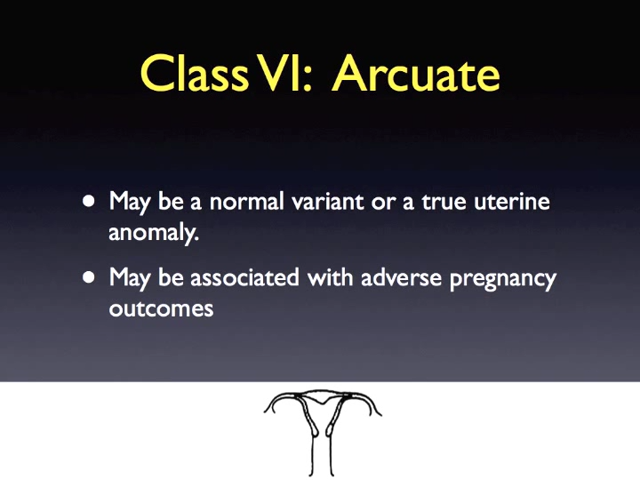 Class VI: Arcuate
• May be a normal variant or a true uterine
anomaly.
• May be associated with adverse pregnancy
outcomes